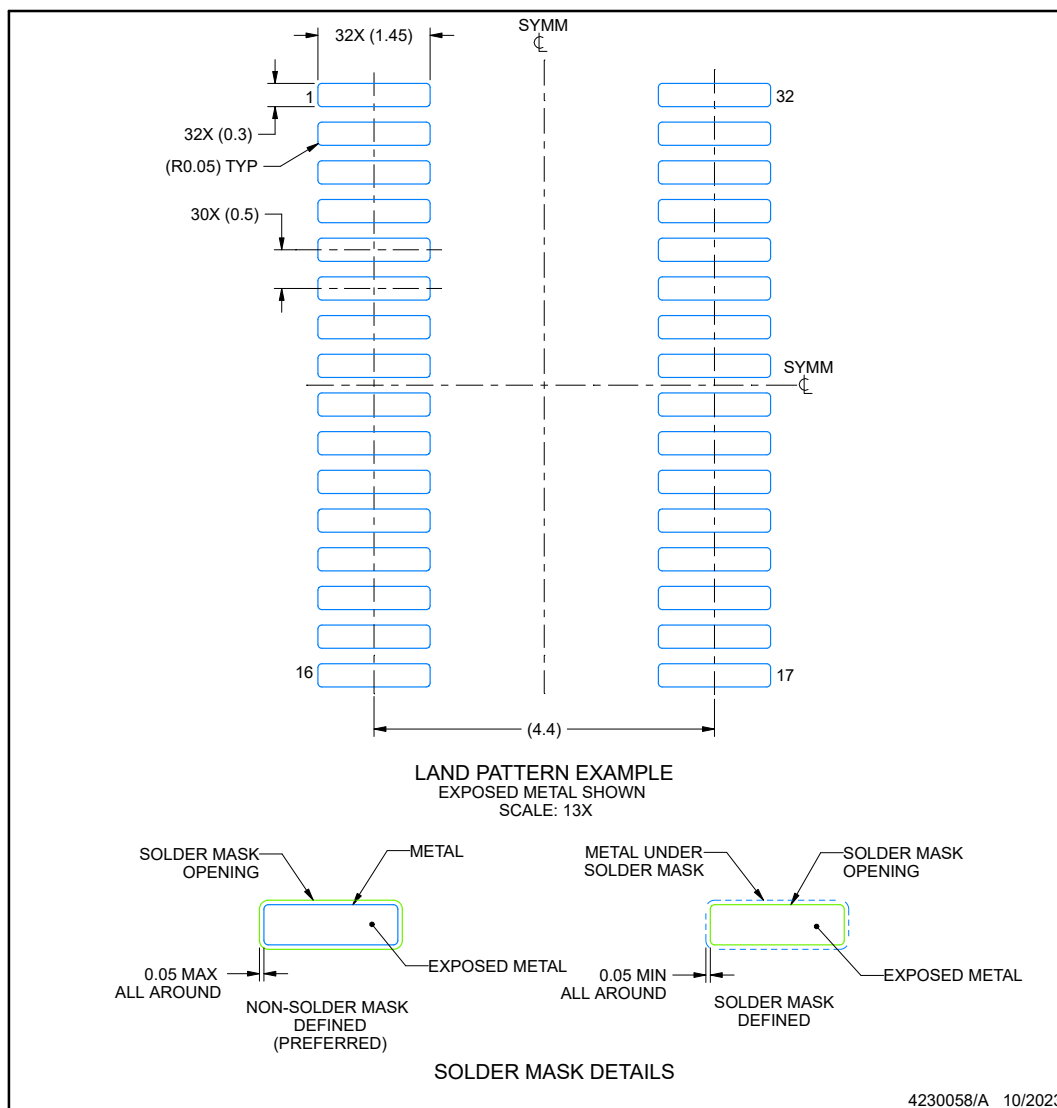 32X (1.45)
SYMM
℄
1
32
32X (0.3)
(R0.05) TYP
30X (0.5)
SYMM
℄
16
17
(4.4)
LAND PATTERN EXAMPLE
EXPOSED METAL SHOWN
SCALE: 13X
SOLDER MASK
OPENING
METAL
EXPOSED METAL
0.05 MAX
ALL AROUND
NON-SOLDER MASK
DEFINED
(PREFERRED)
METAL UNDER
SOLDER MASK
SOLDER MASK
OPENING
EXPOSED METAL
0.05 MIN
ALL AROUND
SOLDER MASK
DEFINED
SOLDER MASK DETAILS
4230058/A 10/2023